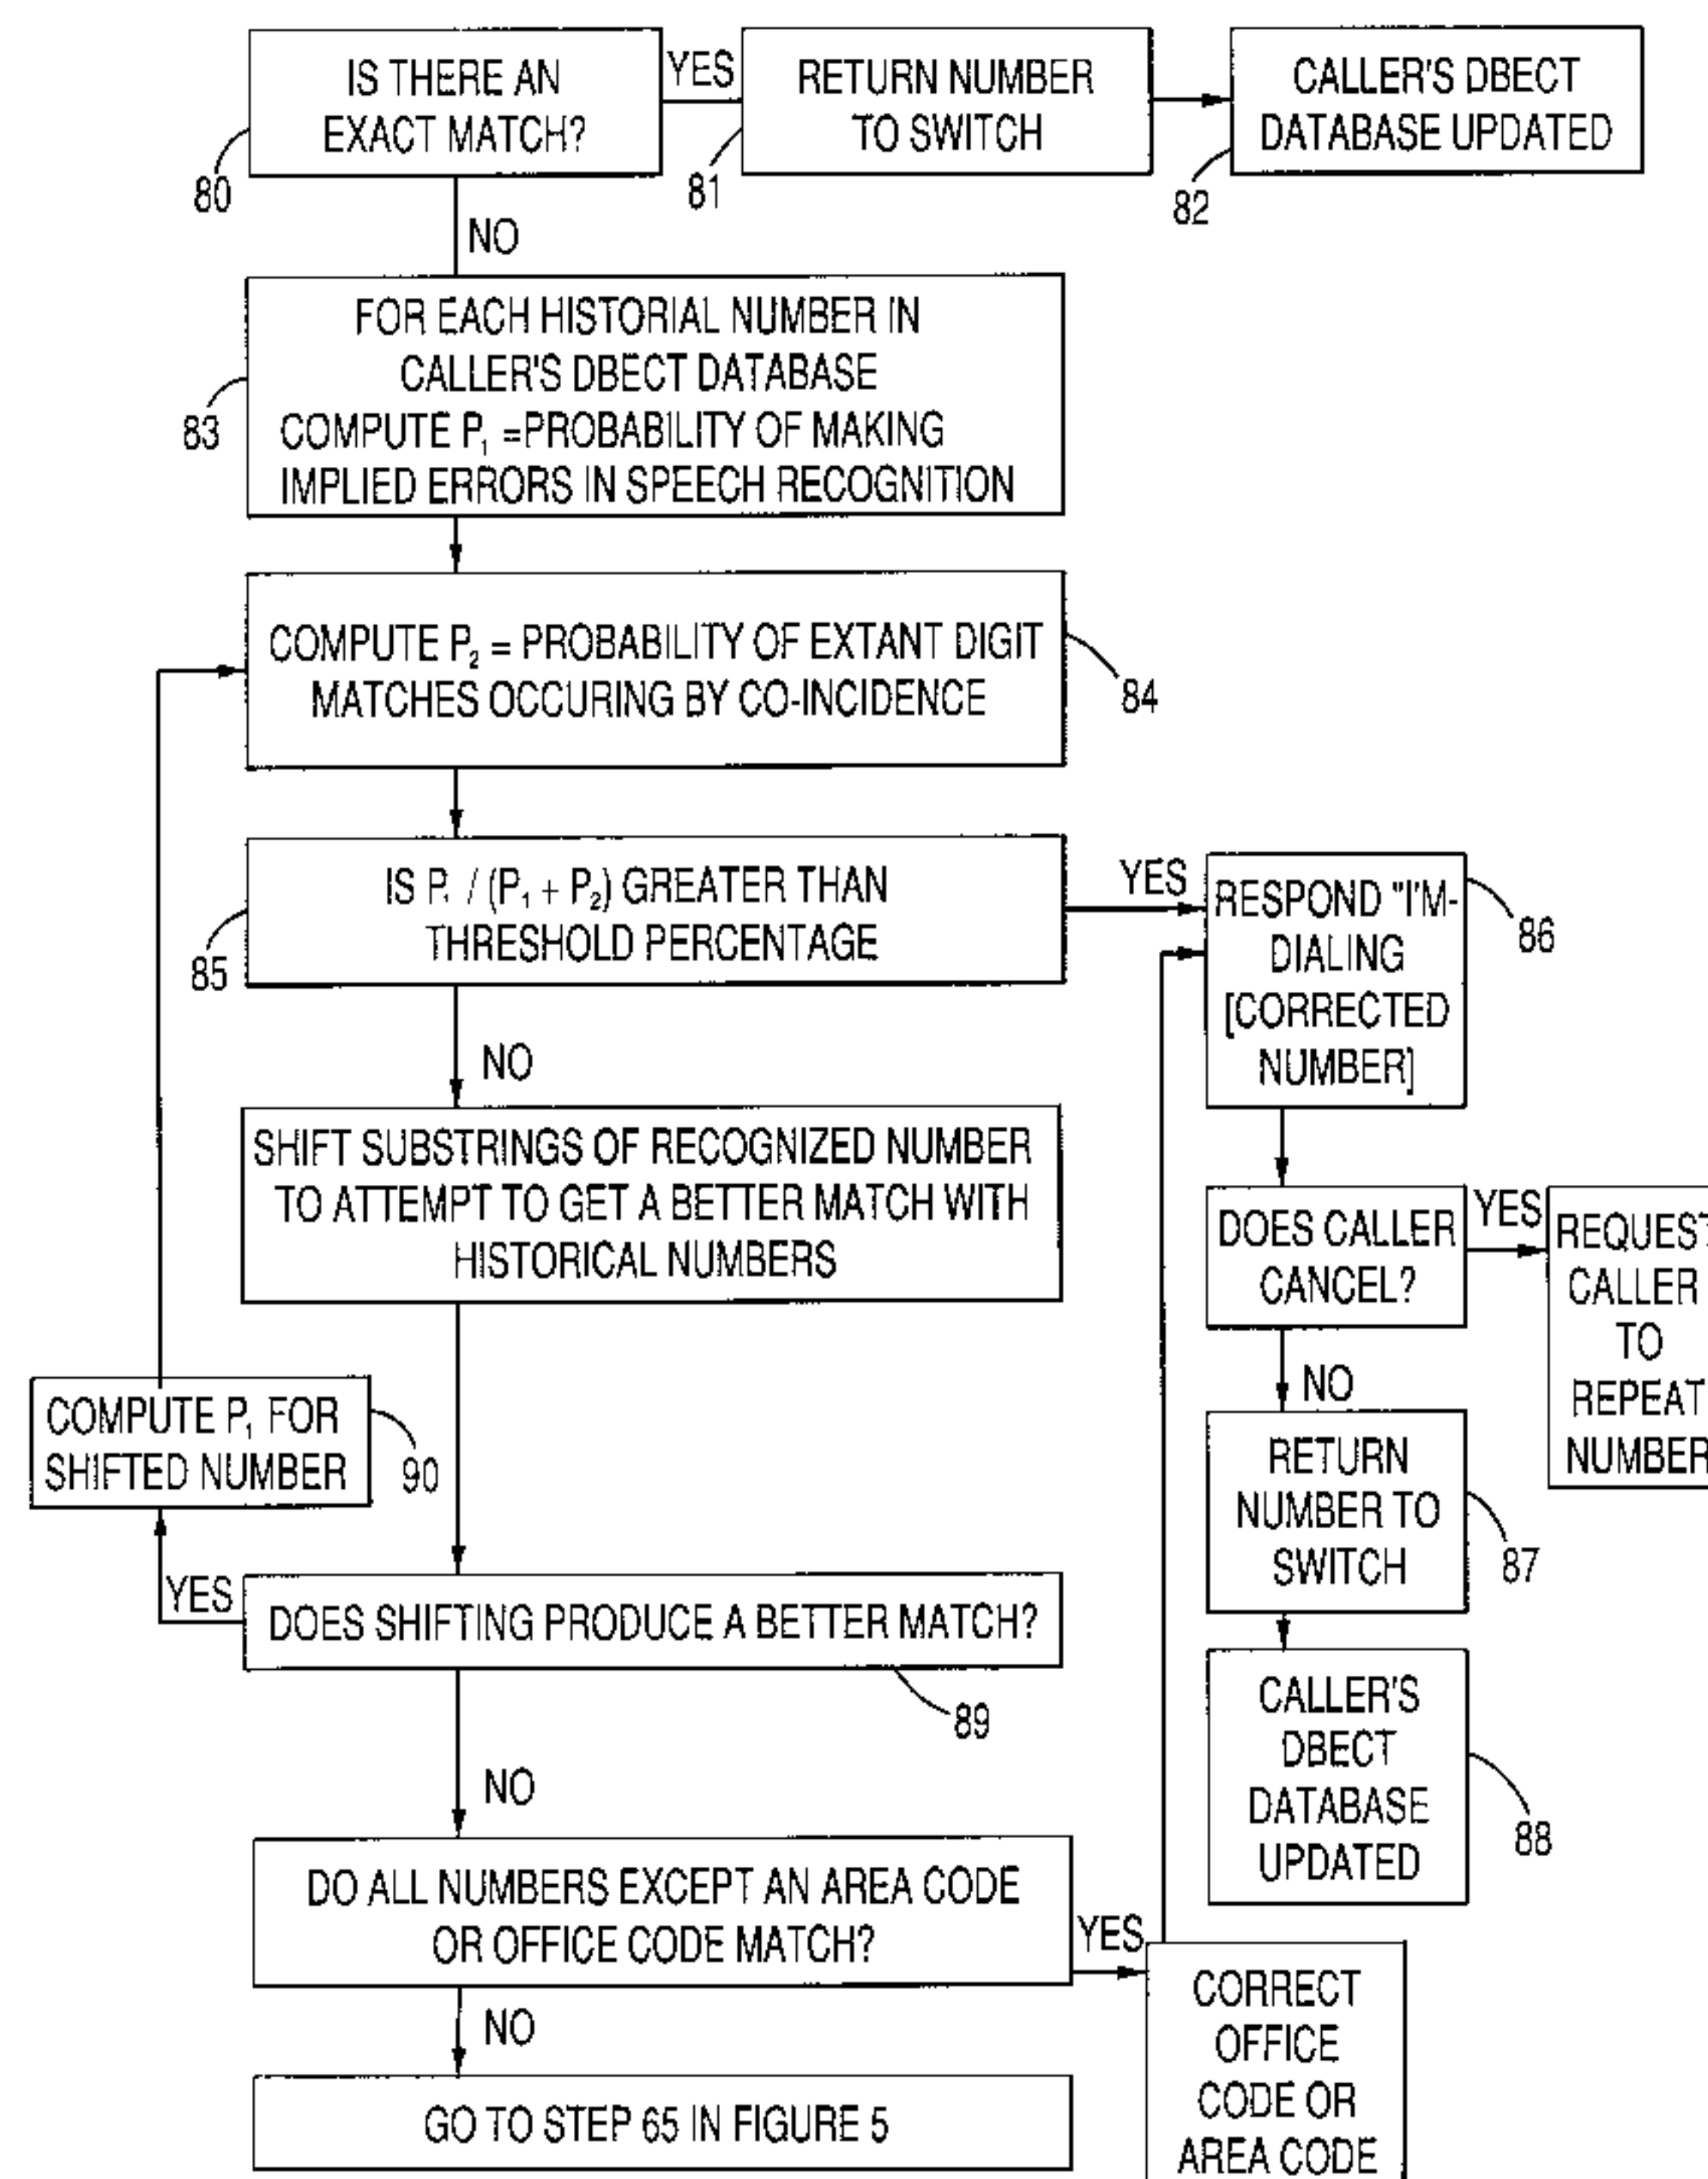 IS THERE AN
EXACT MATCH?
80
YES
RETURN NUMBER
TO SWITCH
81
CALLER'S DBECT
DATABASE UPDATED
82
NO
FOR EACH HISTORIAL NUMBER IN
CALLER'S DBECT DATABASE
COMPUTE P₁ =PROBABILITY OF MAKING
IMPLIED ERRORS IN SPEECH RECOGNITION
83
COMPUTE P₂ = PROBABILITY OF EXTANT DIGIT
MATCHES OCCURING BY CO-INCIDENCE
84
IS P₁ / (P₁ + P₂) GREATER THAN
THRESHOLD PERCENTAGE
85
YES
RESPOND "I'M-
DIALING
[CORRECTED
NUMBER]
86
NO
SHIFT SUBSTRINGS OF RECOGNIZED NUMBER
TO ATTEMPT TO GET A BETTER MATCH WITH
HISTORICAL NUMBERS
DOES CALLER
CANCEL?
YES
REQUEST
CALLER
TO
REPEAT
NUMBER
NO
RETURN
NUMBER TO
SWITCH
87
CALLER'S
DBECT
DATABASE
UPDATED
88
COMPUTE P₁ FOR
SHIFTED NUMBER
90
YES
DOES SHIFTING PRODUCE A BETTER MATCH?
89
NO
DO ALL NUMBERS EXCEPT AN AREA CODE
OR OFFICE CODE MATCH?
YES
CORRECT
OFFICE
CODE OR
AREA CODE
NO
GO TO STEP 65 IN FIGURE 5